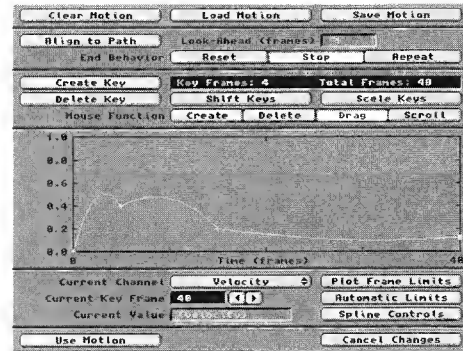 Clear Motion Load Motion Save Motion
Align to Path Look-Ahead (frames)
End Behavior Reset Stop Repeat
Create Key Key Frames: 4 Total Frames: 40
Delete Key Shift Keys Scale Keys
Mouse Function Create Delete Drag Scroll
1.0
0.8
0.6
0.4
0.2
0.0
0 Time (frames) 40
Current Channel Velocity Plot Frame Limits
Current Key Frame 40 Automatic Limits
Current Value Spline Controls
Use Motion Cancel Changes